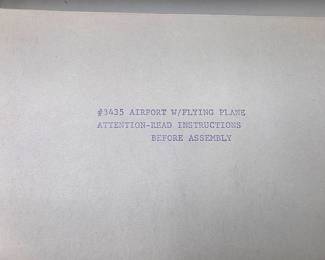 #3435 AIRPORT W/FLYING PLANE
ATTENTION-READ INSTRUCTIONS
BEFORE ASSEMBLY